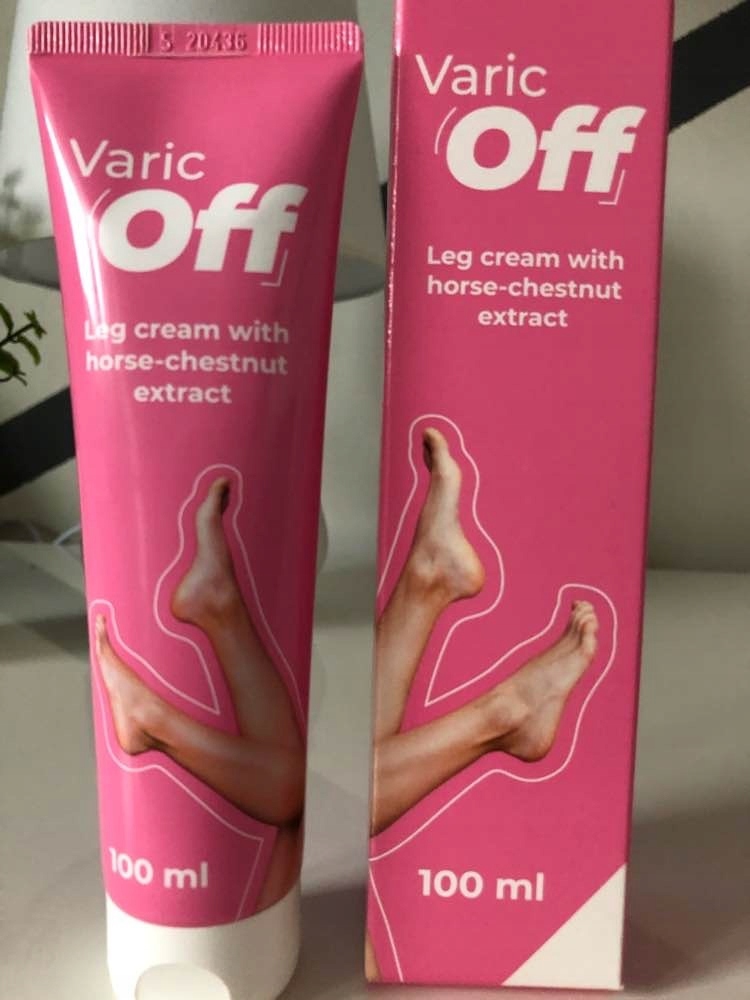 S 20436
Varic
Off
Leg cream with
horse-chestnut
extract
100 ml
Varic
Off
Leg cream with
horse-chestnut
extract
100 ml